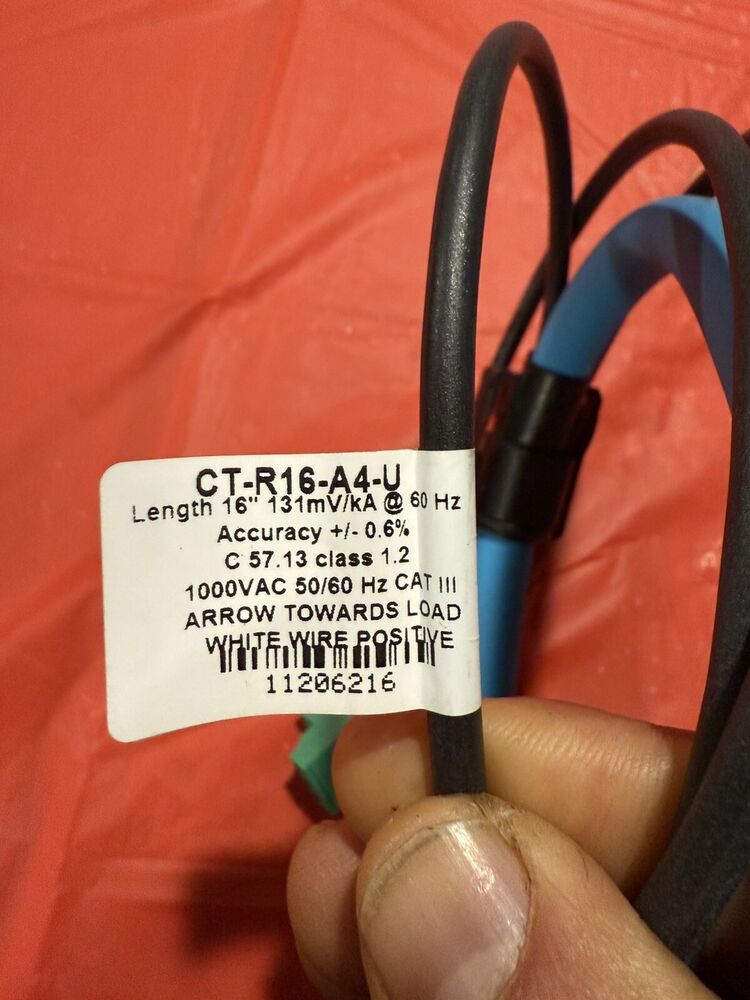 CT-R16-A4-U
Length 16" 131mV/kA @ 60 Hz
Accuracy +/- 0.6%
C 57.13 class 1.2
1000VAC 50/60 Hz CAT III
ARROW TOWARDS LOAD
WHITE WIRE POSITIVE
11206216